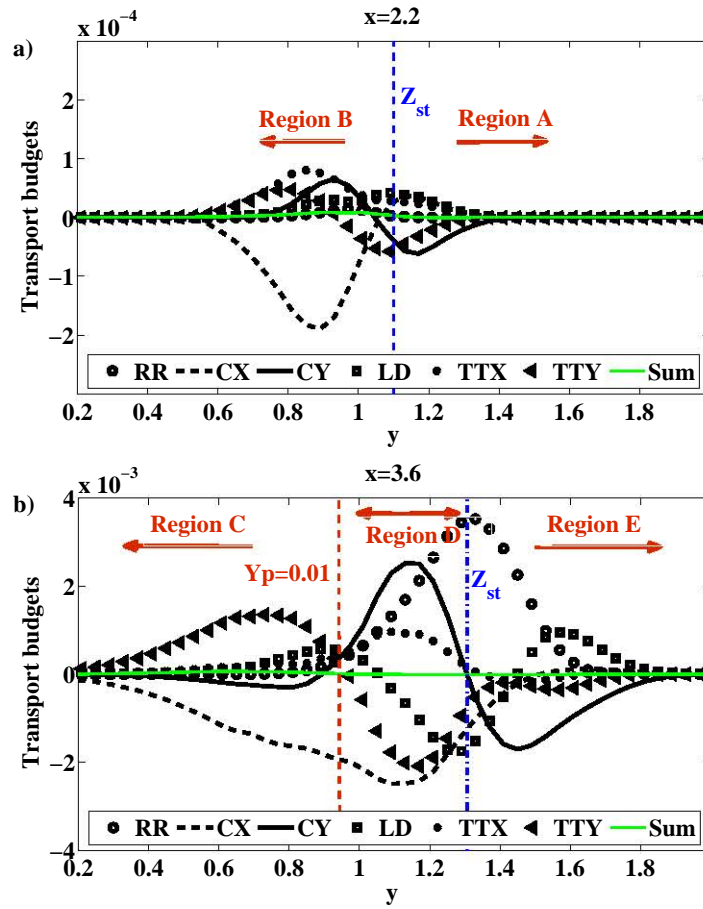 x=2.2
x 10⁻⁴
a)
Z_st
Region B
Region A
Transport budgets
2
0
−2
RR CX CY LD TTX TTY Sum
0.2 0.4 0.6 0.8 1 1.2 1.4 1.6 1.8
y
x=3.6
x 10⁻³
b)
Region C
Region D
Region E
Yp=0.01
Z_st
Transport budgets
4
2
0
−2
−4
RR CX CY LD TTX TTY Sum
0.2 0.4 0.6 0.8 1 1.2 1.4 1.6 1.8
y